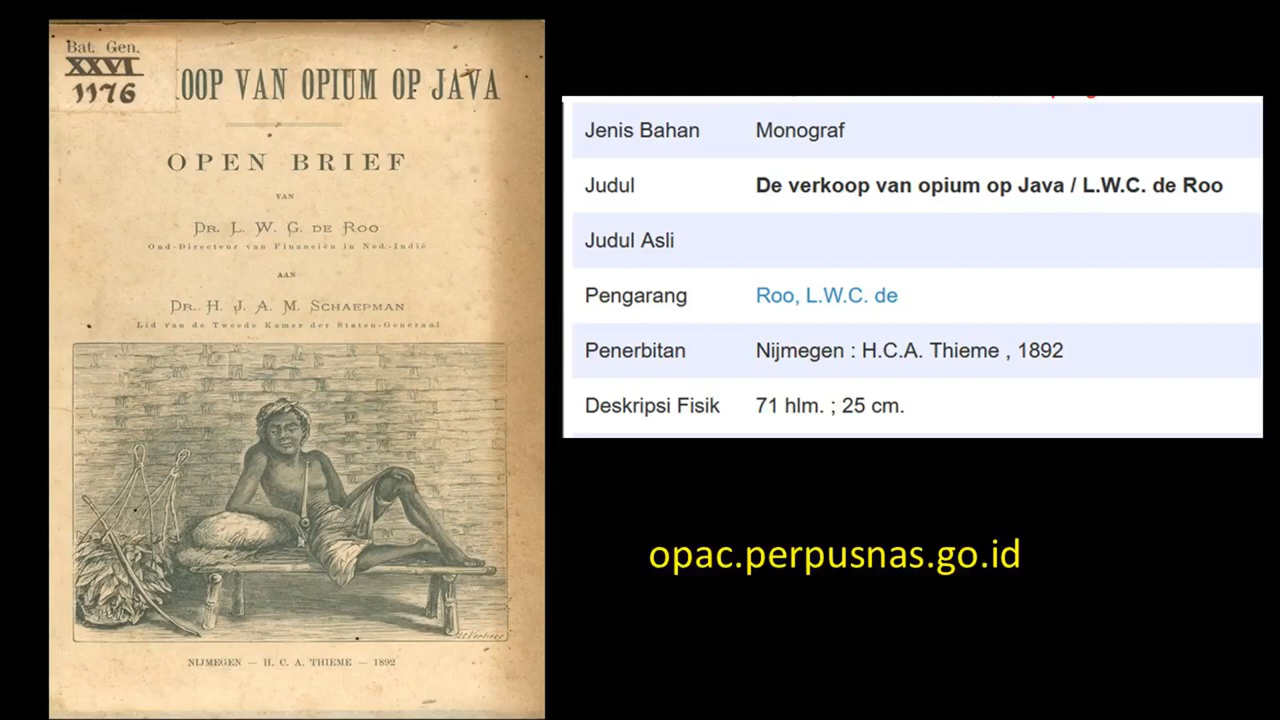 Bat. Gen.
XXVI
1176
KOOP VAN OPIUM OP JAVA
OPEN BRIEF
VAN
DR. L. W. G. DE ROO
Oud-Directeur van Financiën in Ned.-Indië
AAN
DR. H. J. A. M. SCHAEPMAN
Lid van de Tweede Kamer der Staten-Generaal
NIJMEGEN — H. C. A. THIEME — 1892
Jenis Bahan Monograf
Judul De verkoop van opium op Java / L.W.C. de Roo
Judul Asli
Pengarang Roo, L.W.C. de
Penerbitan Nijmegen : H.C.A. Thieme , 1892
Deskripsi Fisik 71 hlm. ; 25 cm.
opac.perpusnas.go.id